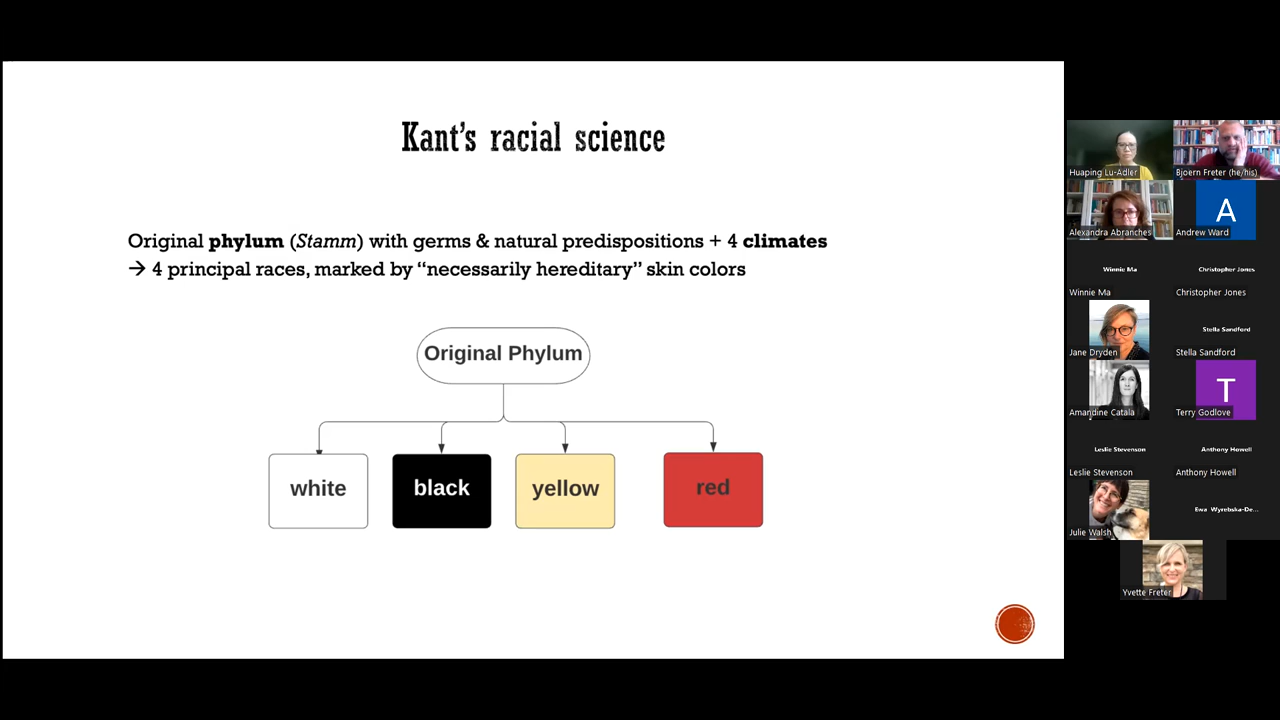 Kant's racial science
Original phylum (Stamm) with germs & natural predispositions + 4 climates
→ 4 principal races, marked by “necessarily hereditary” skin colors
Original Phylum
white
black
yellow
red
Huaping Lu-Adler
Bjoern Freter (he/his)
Alexandra Abranches
A
Andrew Ward
Winnie Ma
Winnie Ma
Christopher Jones
Christopher Jones
Jane Dryden
Stella Sandford
Stella Sandford
Amandine Catala
T
Terry Godlove
Leslie Stevenson
Leslie Stevenson
Anthony Howell
Anthony Howell
Julie Walsh
Ewa Wyrebska-De...
Yvette Freter